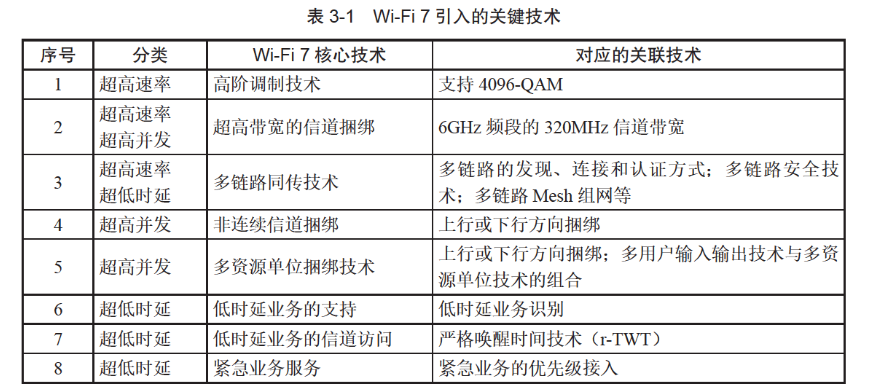 表 3-1 Wi-Fi 7 引入的关键技术
序号 分类 Wi-Fi 7 核心技术 对应的关联技术
1 超高速率 高阶调制技术 支持 4096-QAM
2 超高速率 超高并发 超高带宽的信道捆绑 6GHz 频段的 320MHz 信道带宽
3 超高速率 超低时延 多链路同传技术 多链路的发现、连接和认证方式；多链路安全技术；多链路 Mesh 组网等
4 超高并发 非连续信道捆绑 上行或下行方向捆绑
5 超高并发 多资源单位捆绑技术 上行或下行方向捆绑；多用户输入输出技术与多资源单位技术的组合
6 超低时延 低时延业务的支持 低时延业务识别
7 超低时延 低时延业务的信道访问 严格唤醒时间技术（r-TWT）
8 超低时延 紧急业务服务 紧急业务的优先级接入